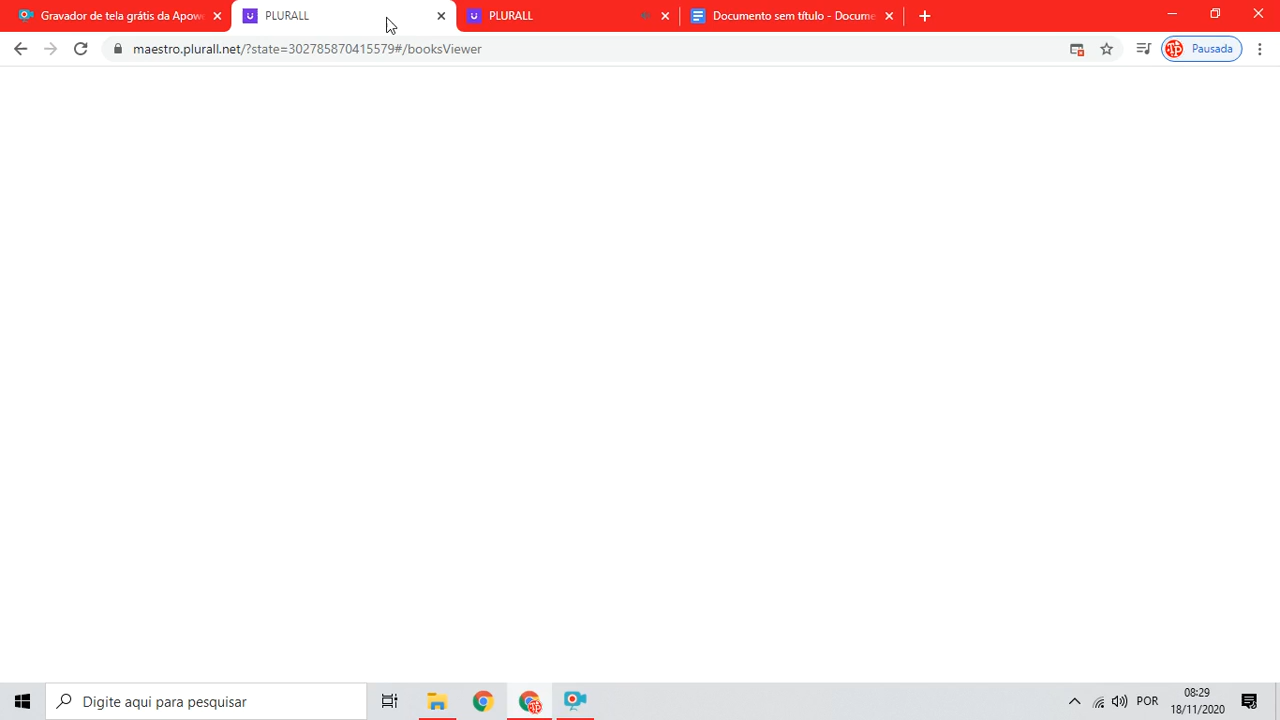 Gravador de tela grátis da Apowe
PLURALL
PLURALL
Documento sem título - Docume
maestro.plurall.net/?state=302785870415579#/booksViewer
Pausada
Digite aqui para pesquisar
POR
08:29
18/11/2020